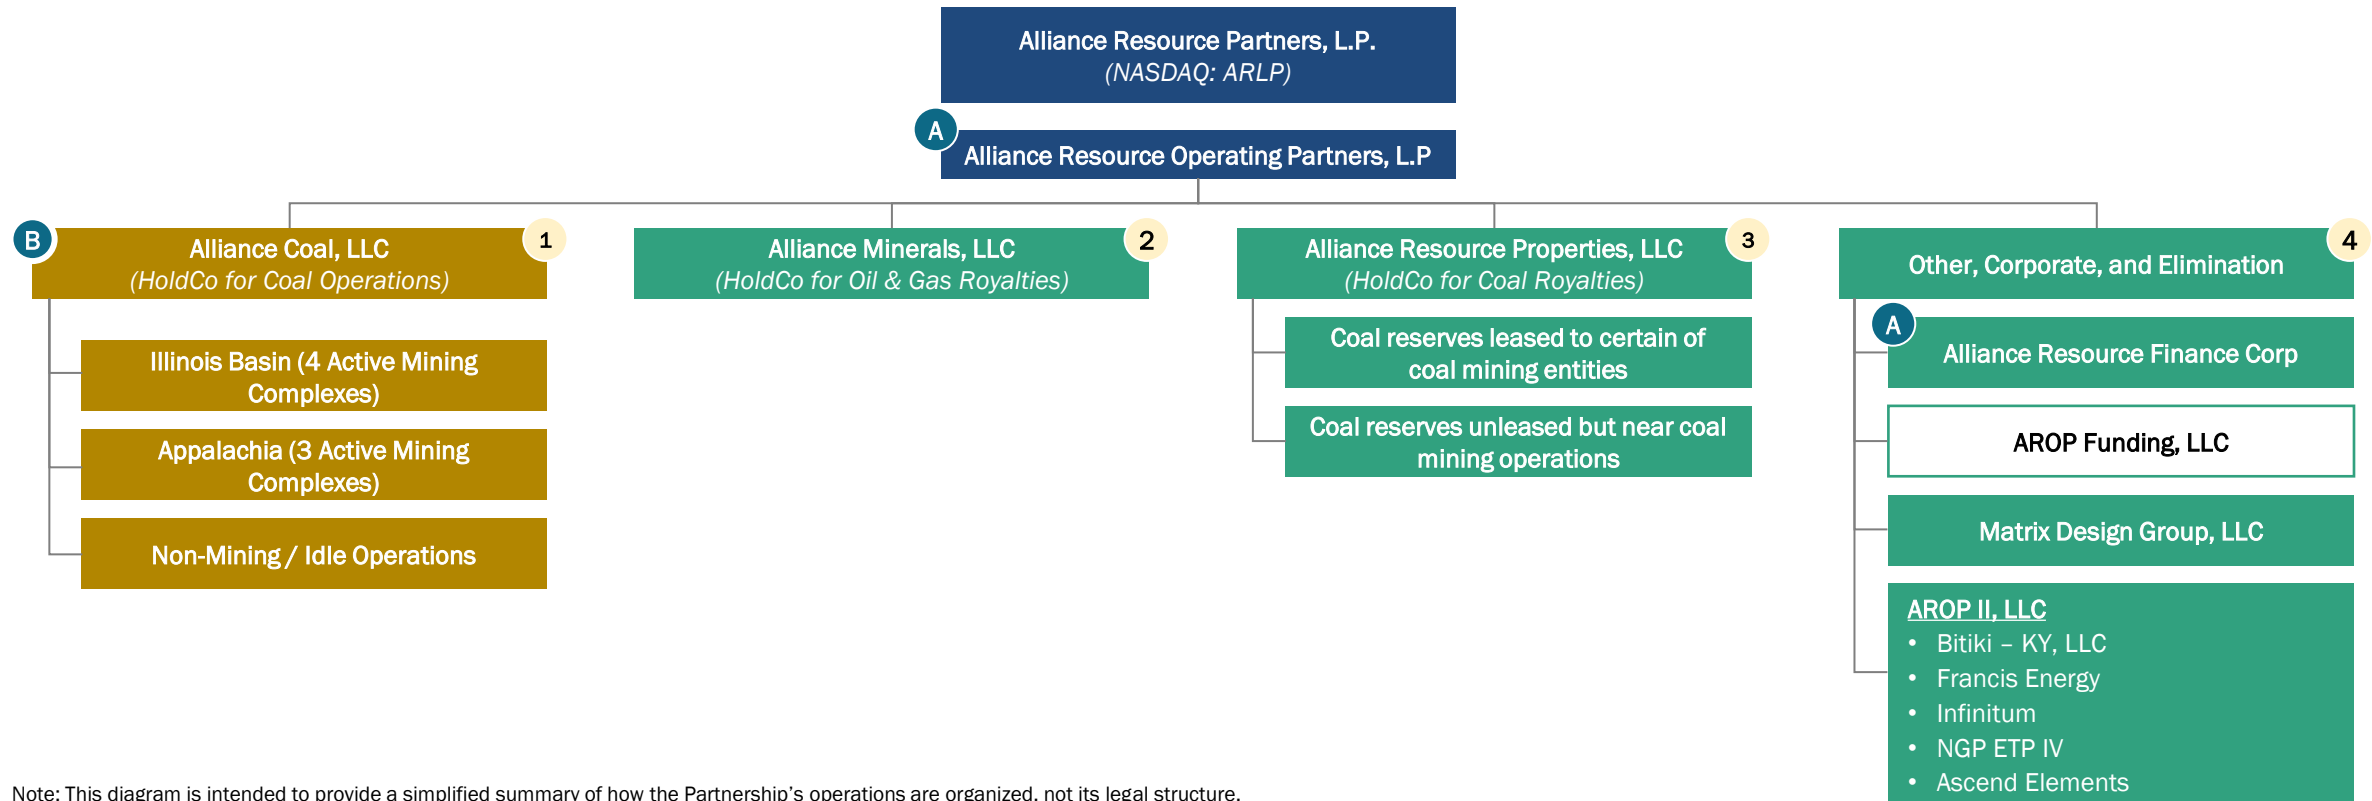 Alliance Resource Partners, L.P.
(NASDAQ: ARLP)
A
Alliance Resource Operating Partners, L.P
B
Alliance Coal, LLC
(HoldCo for Coal Operations)
1
Illinois Basin (4 Active Mining
Complexes)
Appalachia (3 Active Mining
Complexes)
Non-Mining / Idle Operations
Alliance Minerals, LLC
(HoldCo for Oil & Gas Royalties)
2
Alliance Resource Properties, LLC
(HoldCo for Coal Royalties)
3
Coal reserves leased to certain of
coal mining entities
Coal reserves unleased but near coal
mining operations
Other, Corporate, and Elimination
4
A
Alliance Resource Finance Corp
AROP Funding, LLC
Matrix Design Group, LLC
AROP II, LLC
• Bitiki – KY, LLC
• Francis Energy
• Infinitum
• NGP ETP IV
• Ascend Elements
Note: This diagram is intended to provide a simplified summary of how the Partnership's operations are organized, not its legal structure.